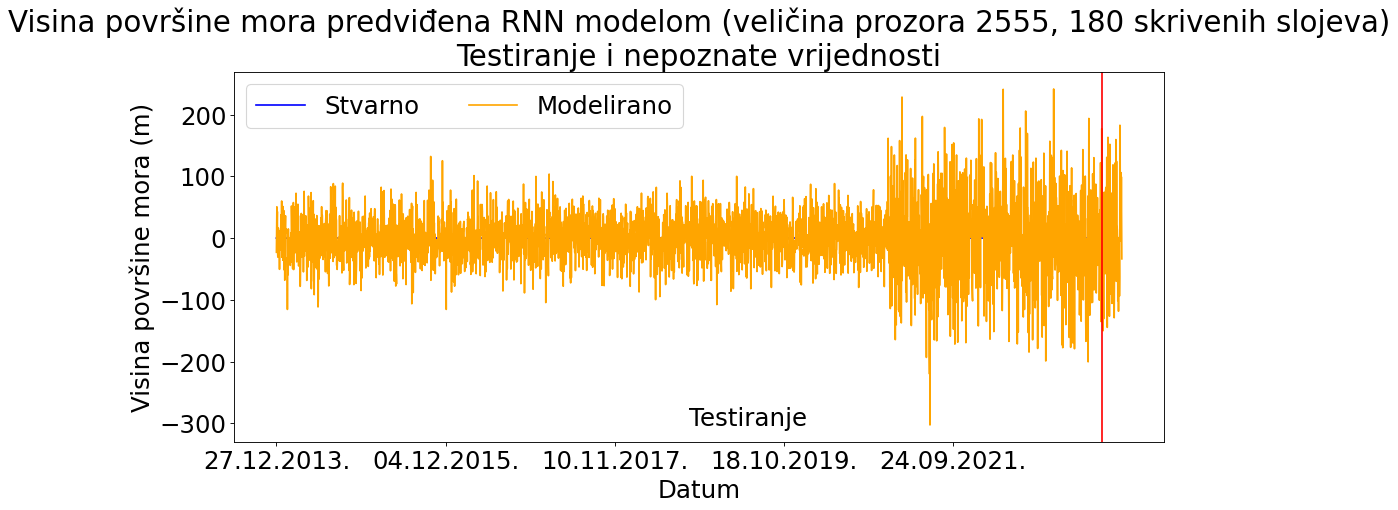 Visina površine mora predviđena RNN modelom (veličina prozora 2555, 180 skrivenih slojeva)
Testiranje i nepoznate vrijednosti
Stvarno
Modelirano
Visina površine mora (m)
200
100
0
−100
−200
−300
Testiranje
27.12.2013.
04.12.2015.
10.11.2017.
18.10.2019.
24.09.2021.
Datum